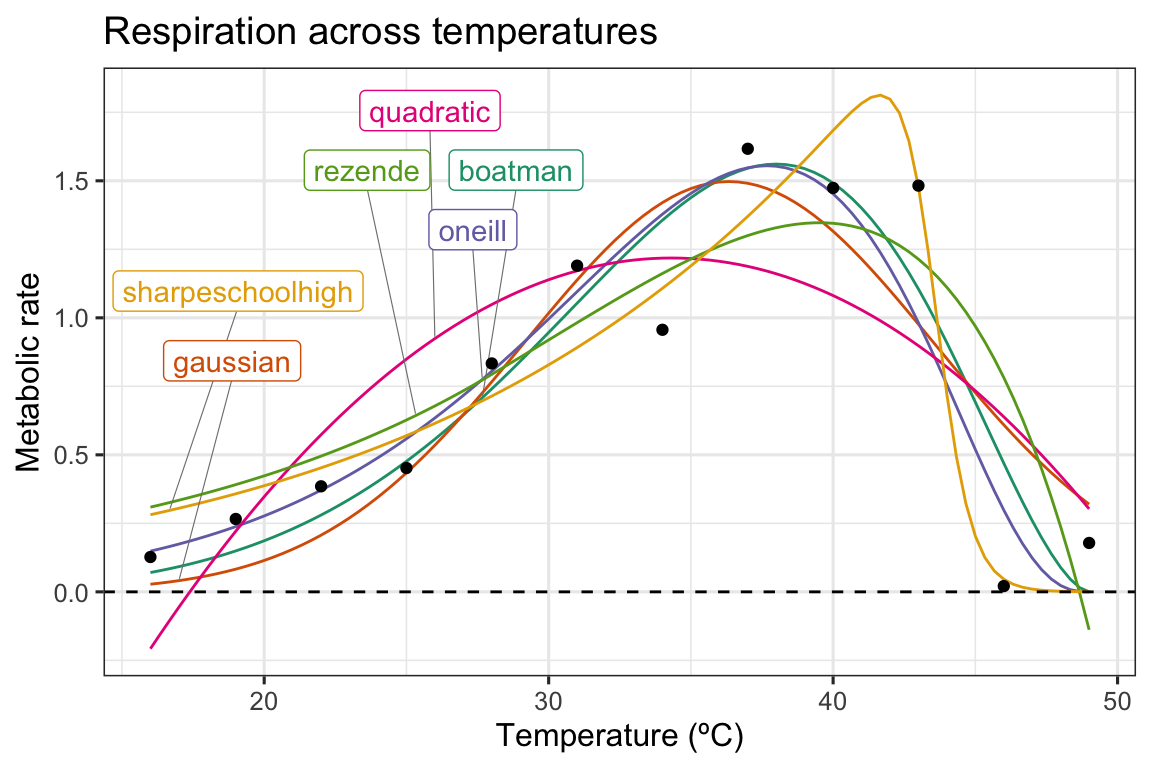 Respiration across temperatures
quadratic
rezende
boatman
oneill
sharpeschoolhigh
gaussian
Metabolic rate
1.5
1.0
0.5
0.0
20 30 40 50
Temperature (ºC)